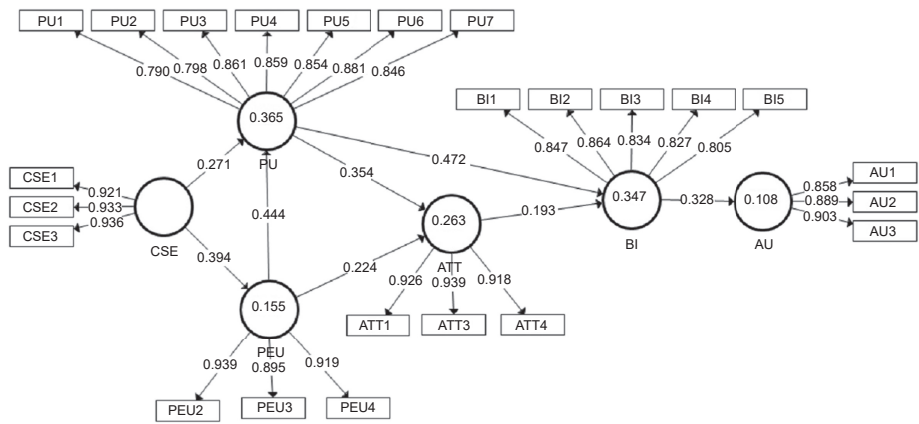 PU1 PU2 PU3 PU4 PU5 PU6 PU7
0.790 0.798 0.861 0.859 0.854 0.881 0.846
0.365
PU
BI1 BI2 BI3 BI4 BI5
0.847 0.864 0.834 0.827 0.805
0.271
0.354
0.472
CSE1
CSE2
CSE3
0.921
0.933
0.936
CSE
0.444
0.394
0.224
0.263
ATT
0.193
0.347
BI
0.328
0.108
AU
0.858
0.889
0.903
AU1
AU2
AU3
0.926 0.939 0.918
ATT1 ATT3 ATT4
0.155
PEU
0.939 0.895 0.919
PEU2 PEU3 PEU4